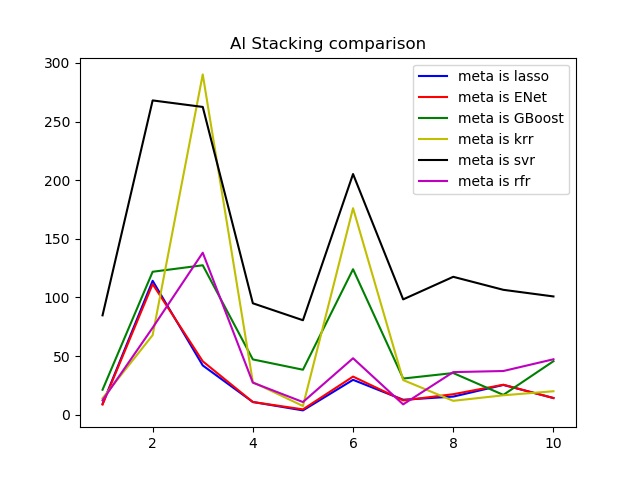 Al Stacking comparison
300
250
200
150
100
50
0
2
4
6
8
10
meta is lasso
meta is ENet
meta is GBoost
meta is krr
meta is svr
meta is rfr